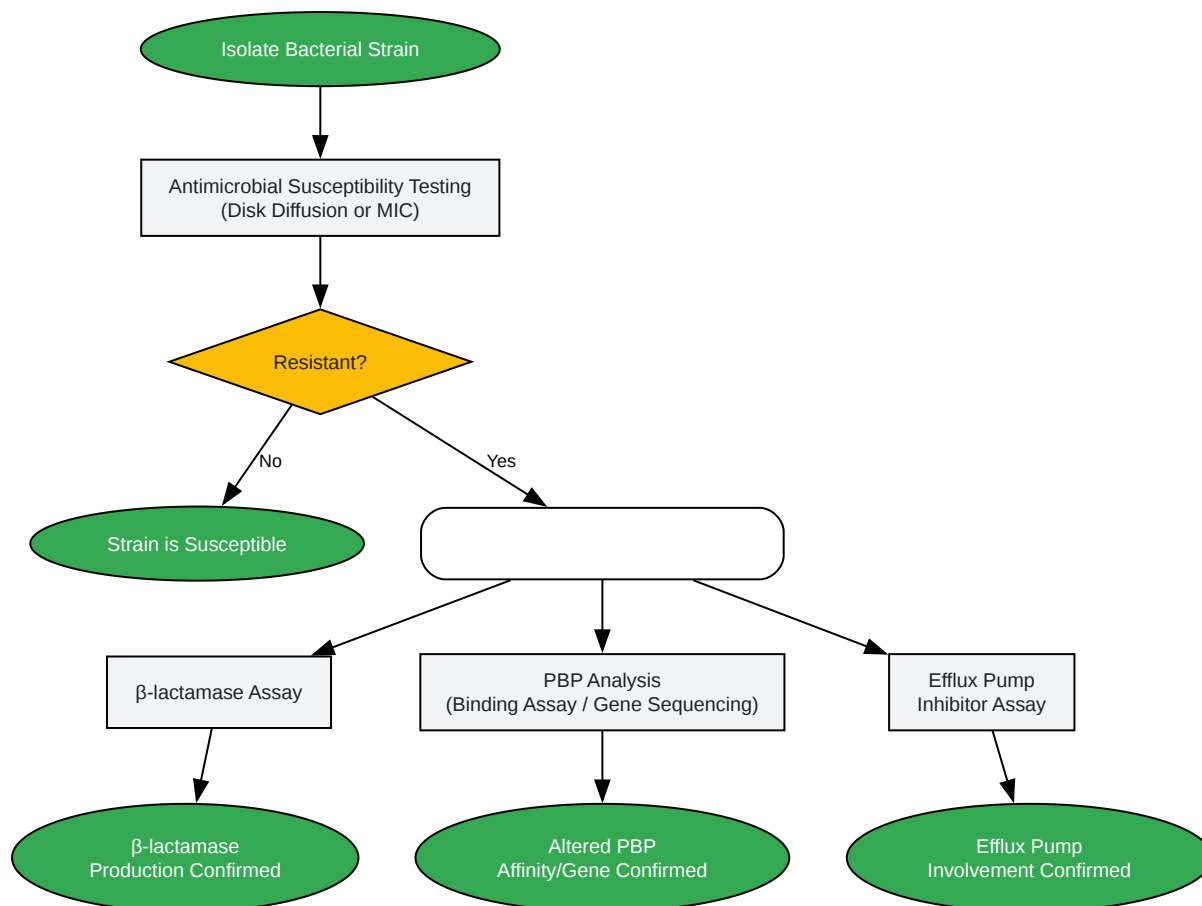 Isolate Bacterial Strain
Antimicrobial Susceptibility Testing
(Disk Diffusion or MIC)
Resistant?
No
Yes
Strain is Susceptible
β-lactamase Assay
PBP Analysis
(Binding Assay / Gene Sequencing)
Efflux Pump
Inhibitor Assay
β-lactamase
Production Confirmed
Altered PBP
Affinity/Gene Confirmed
Efflux Pump
Involvement Confirmed